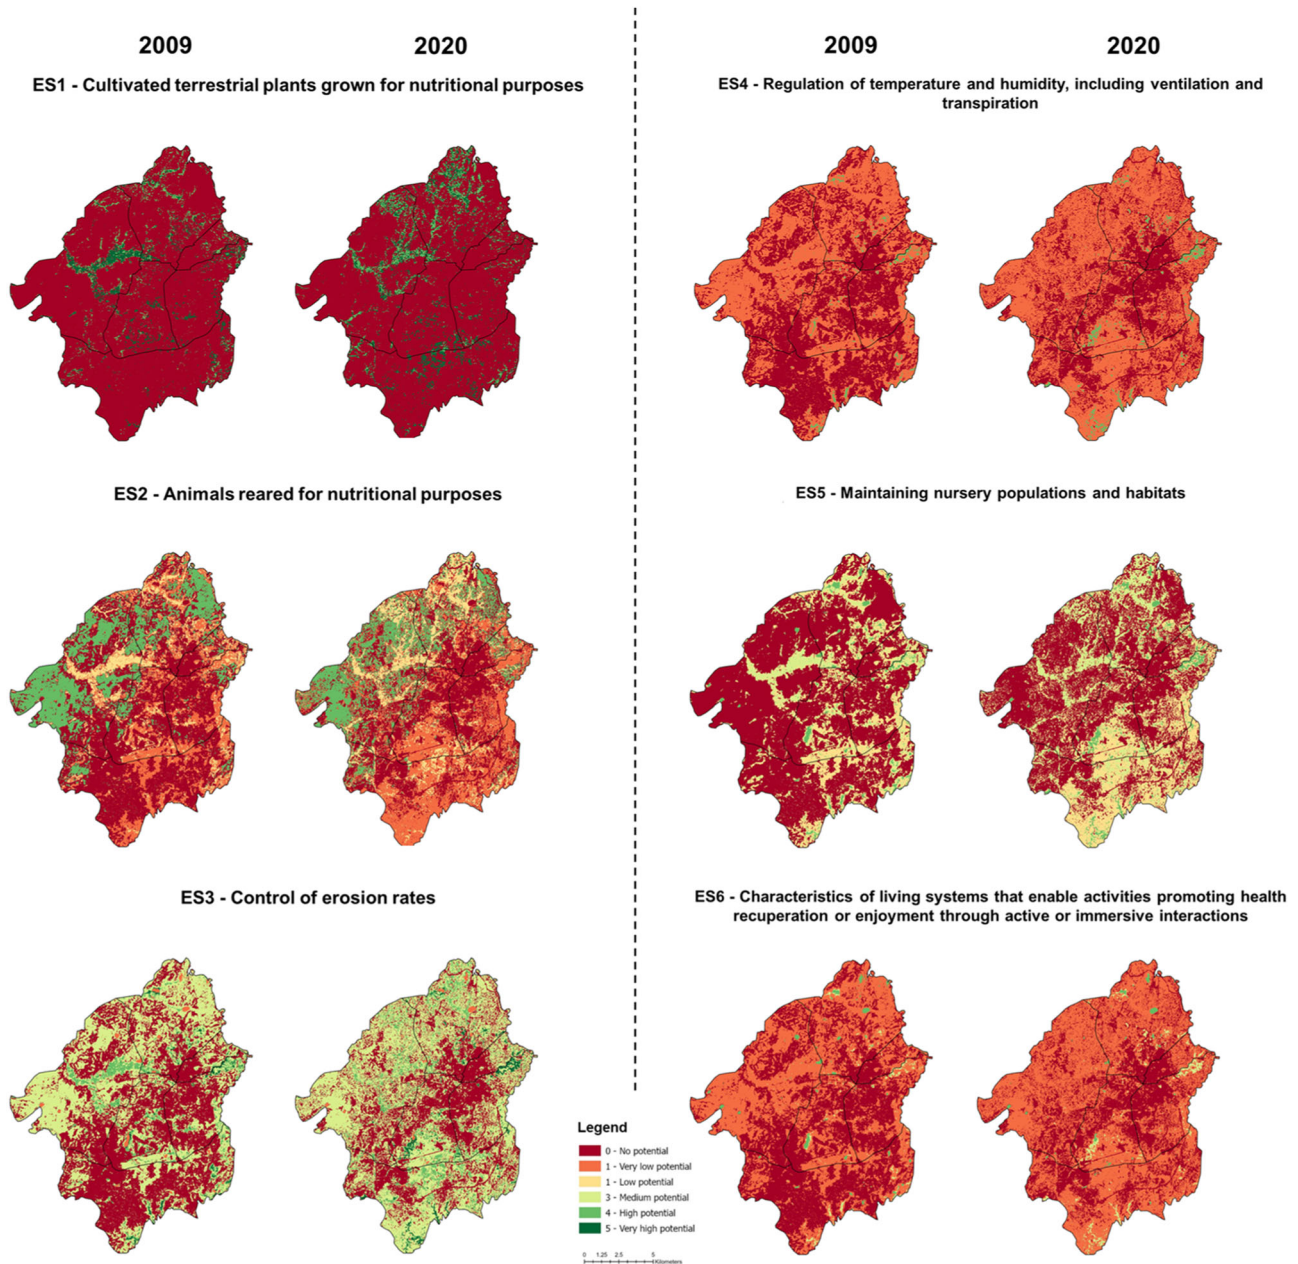 2009
2020
ES1 - Cultivated terrestrial plants grown for nutritional purposes
ES2 - Animals reared for nutritional purposes
ES3 - Control of erosion rates
2009
2020
ES4 - Regulation of temperature and humidity, including ventilation and
transpiration
ES5 - Maintaining nursery populations and habitats
ES6 - Characteristics of living systems that enable activities promoting health
recuperation or enjoyment through active or immersive interactions
Legend
0 - No potential
1 - Very low potential
1 - Low potential
3 - Medium potential
4 - High potential
5 - Very high potential
0 1.25 2.5 5
Kilometers